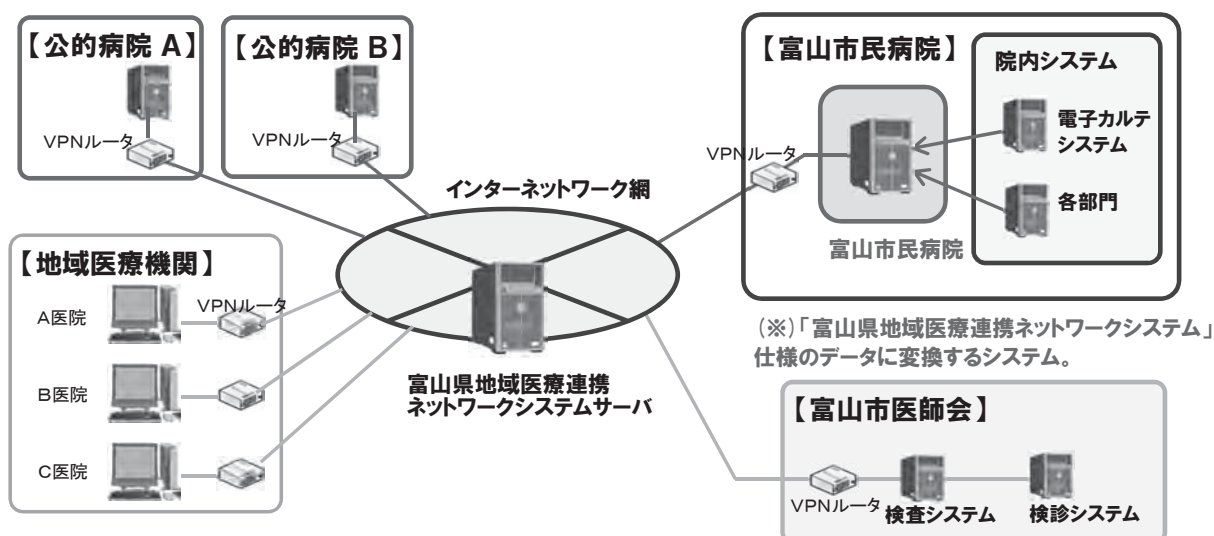 【公的病院 A】
VPNルータ
【公的病院 B】
VPNルータ
インターネットワーク網
【富山市民病院】
院内システム
電子カルテ
システム
各部門
VPNルータ
富山市民病院
(※)「富山県地域医療連携ネットワークシステム」
仕様のデータに変換するシステム。
【地域医療機関】
VPNルータ
A医院
B医院
C医院
富山県地域医療連携
ネットワークシステムサーバ
【富山市医師会】
VPNルータ
検査システム
検診システム